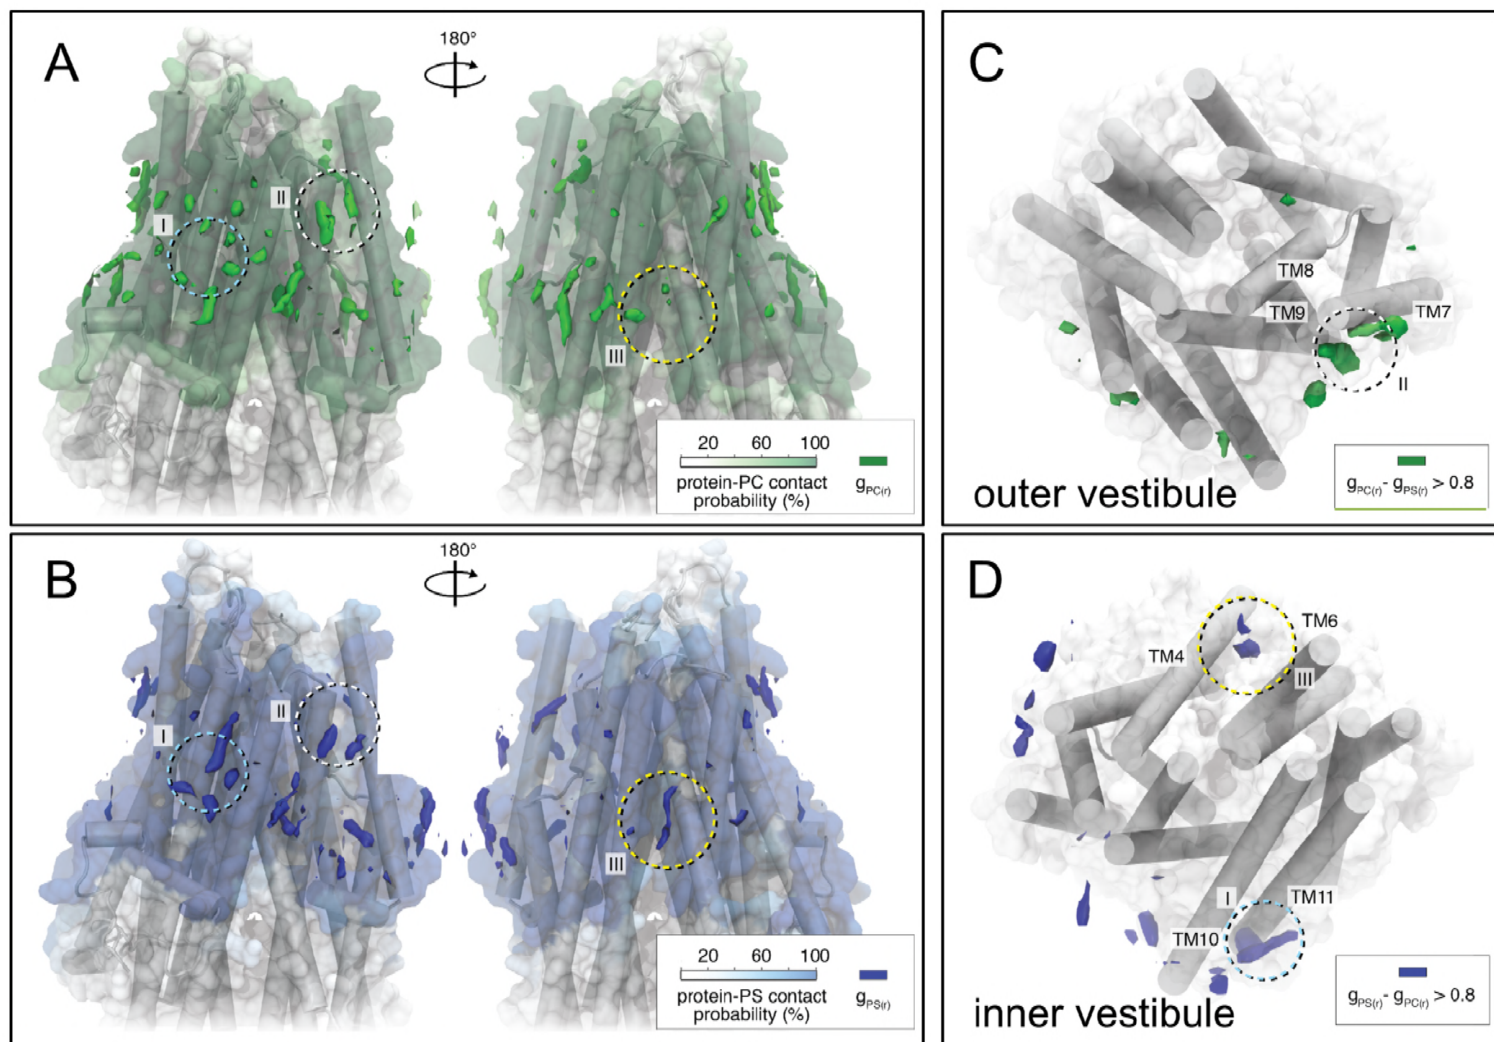 A
180°
I
II
III
20 60 100
protein-PC contact
probability (%)
gPC(r)
C
TM8
TM9
TM7
II
outer vestibule
gPC(r) - gPS(r) > 0.8
B
180°
I
II
III
20 60 100
protein-PS contact
probability (%)
gPS(r)
D
TM6
TM4
III
I
TM11
TM10
inner vestibule
gPS(r) - gPC(r) > 0.8